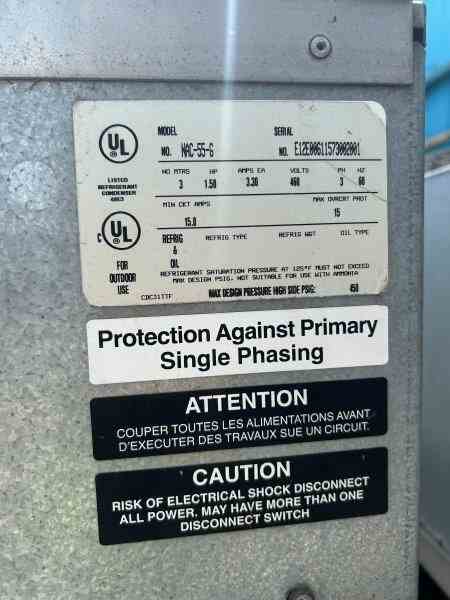 UL
MODEL SERIAL
NO. NAC-55-6 NO. E12E00611573002001
LISTED
REFRIGERANT
CONDENSER
NO MTRS HP AMPS EA VOLTS PH HZ
3 1.50 3.30 460 3 60
MIN CKT AMPS MAX OVRCRT PROT
15.0 15
C UL
REFRIG REFRIG TYPE REFRIG WGT OIL TYPE
&
OIL
FOR
OUTDOOR
USE
REFRIGERANT SATURATION PRESSURE AT 125°F MUST NOT EXCEED
MAX DESIGN PSIG. NOT SUITABLE FOR USE WITH AMMONIA
CDC31TTF MAX DESIGN PRESSURE HIGH SIDE PSIG: 450
Protection Against Primary
Single Phasing
ATTENTION
COUPER TOUTES LES ALIMENTATIONS AVANT
D'EXECUTER DES TRAVAUX SUE UN CIRCUIT.
CAUTION
RISK OF ELECTRICAL SHOCK DISCONNECT
ALL POWER. MAY HAVE MORE THAN ONE
DISCONNECT SWITCH